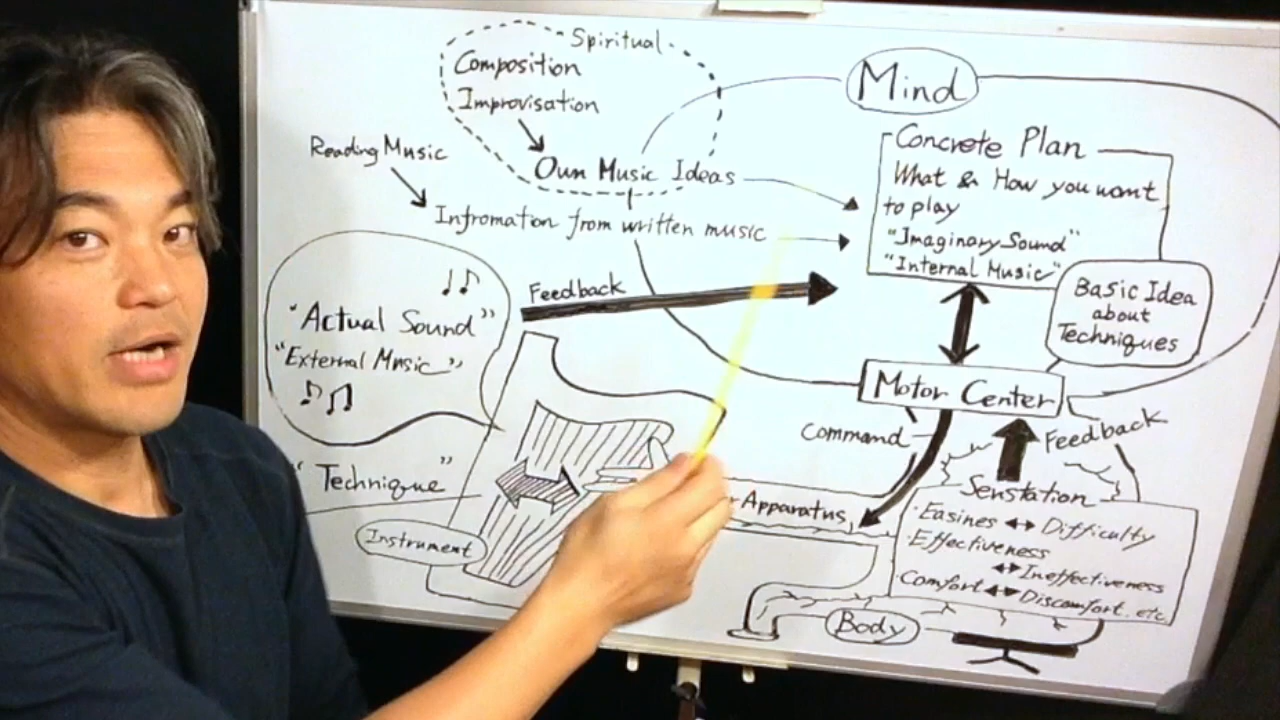 Spiritual
Composition
Improvisation
Own Music Ideas
Reading Music
Infromation from written music
Mind
Concrete Plan
What & How you want
to play
"Imaginary Sound"
"Internal Music"
Basic Idea
about
Techniques
Feedback
"Actual Sound"
"External Music"
Motor Center
Command
Feedback
"Technique"
Instrument
Apparatus
Senstation
・Easines ↔ Difficulty
・Effectiveness
↔ Ineffectiveness
・Comfort ↔ Discomfort. etc.
Body